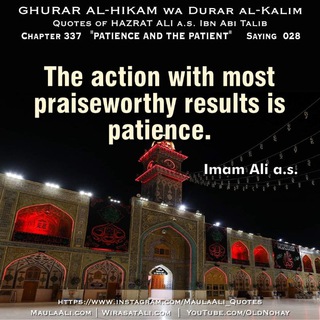 GHURAR AL-HIKAM WA DURAR AL-KALIM
QUOTES OF HAZRAT ALI A.S. IBN ABI TALIB
CHAPTER 337 "PATIENCE AND THE PATIENT" SAYING 028
The action with most
praiseworthy results is
patience.
Imam Ali a.s.
HTTPS://WWW.INSTAGRAM.COM/MAULAALI_QUOTES
MAULAALI.COM | WIRASATALI.COM | YOUTUBE.COM/OLDNOHAY